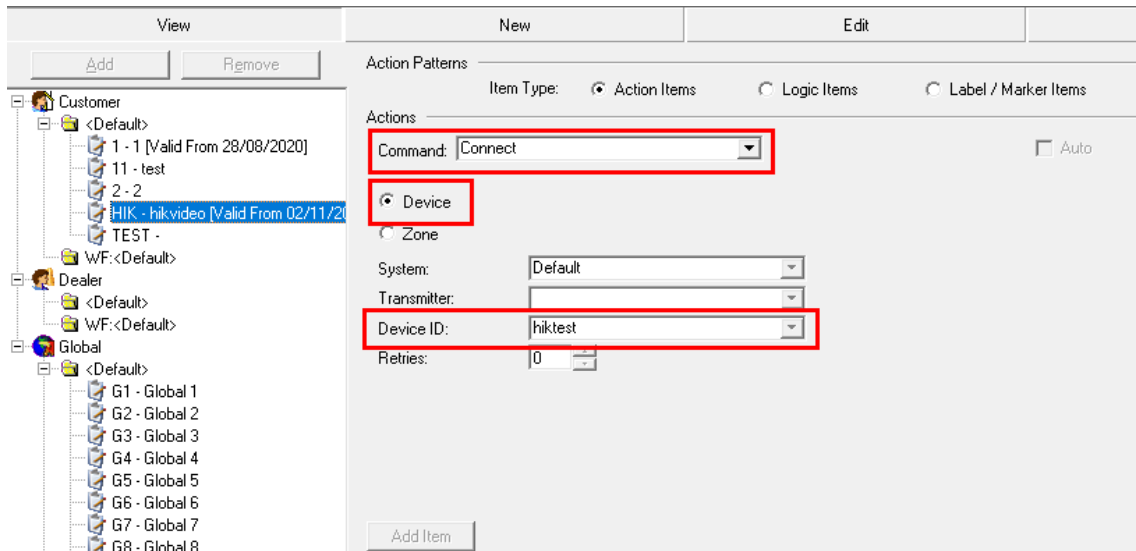 View New Edit
Add Remove
Customer
<Default>
1 - 1 [Valid From 28/08/2020]
11 - test
2 - 2
HIK - hikvideo [Valid From 02/11/20
TEST -
WF:<Default>
Dealer
<Default>
WF:<Default>
Global
<Default>
G1 - Global 1
G2 - Global 2
G3 - Global 3
G4 - Global 4
G5 - Global 5
G6 - Global 6
G7 - Global 7
G8 - Global 8
Action Patterns
Item Type: Action Items Logic Items Label / Marker Items
Actions
Command: Connect Auto
Device
Zone
System: Default
Transmitter:
Device ID: hiktest
Retries: 0
Add Item